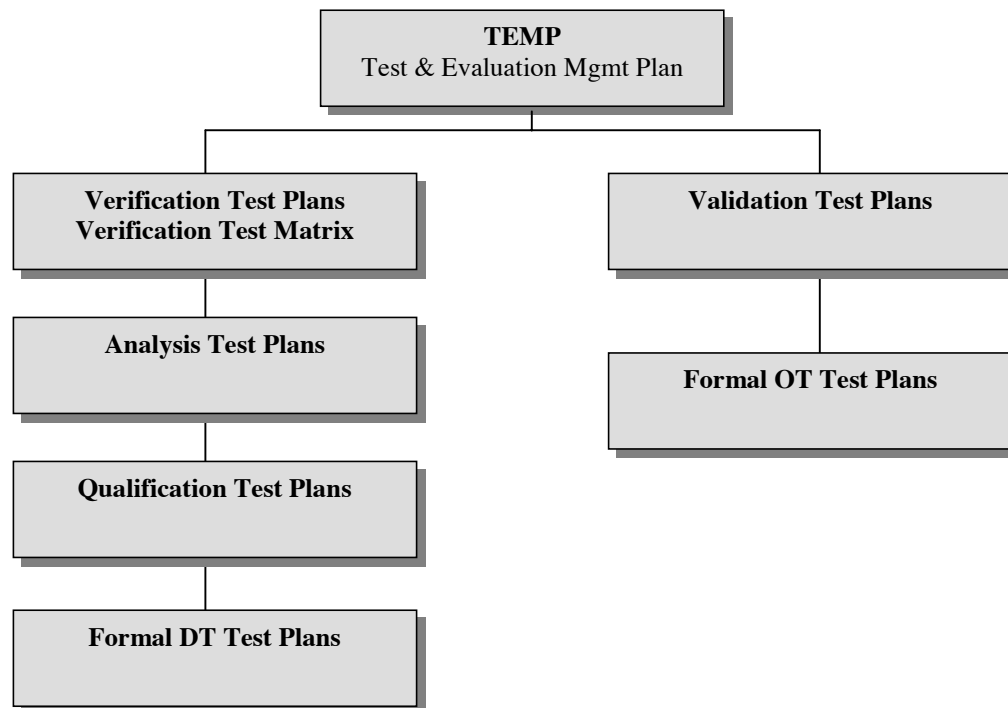 TEMP
Test & Evaluation Mgmt Plan
Verification Test Plans
Verification Test Matrix
Validation Test Plans
Analysis Test Plans
Formal OT Test Plans
Qualification Test Plans
Formal DT Test Plans